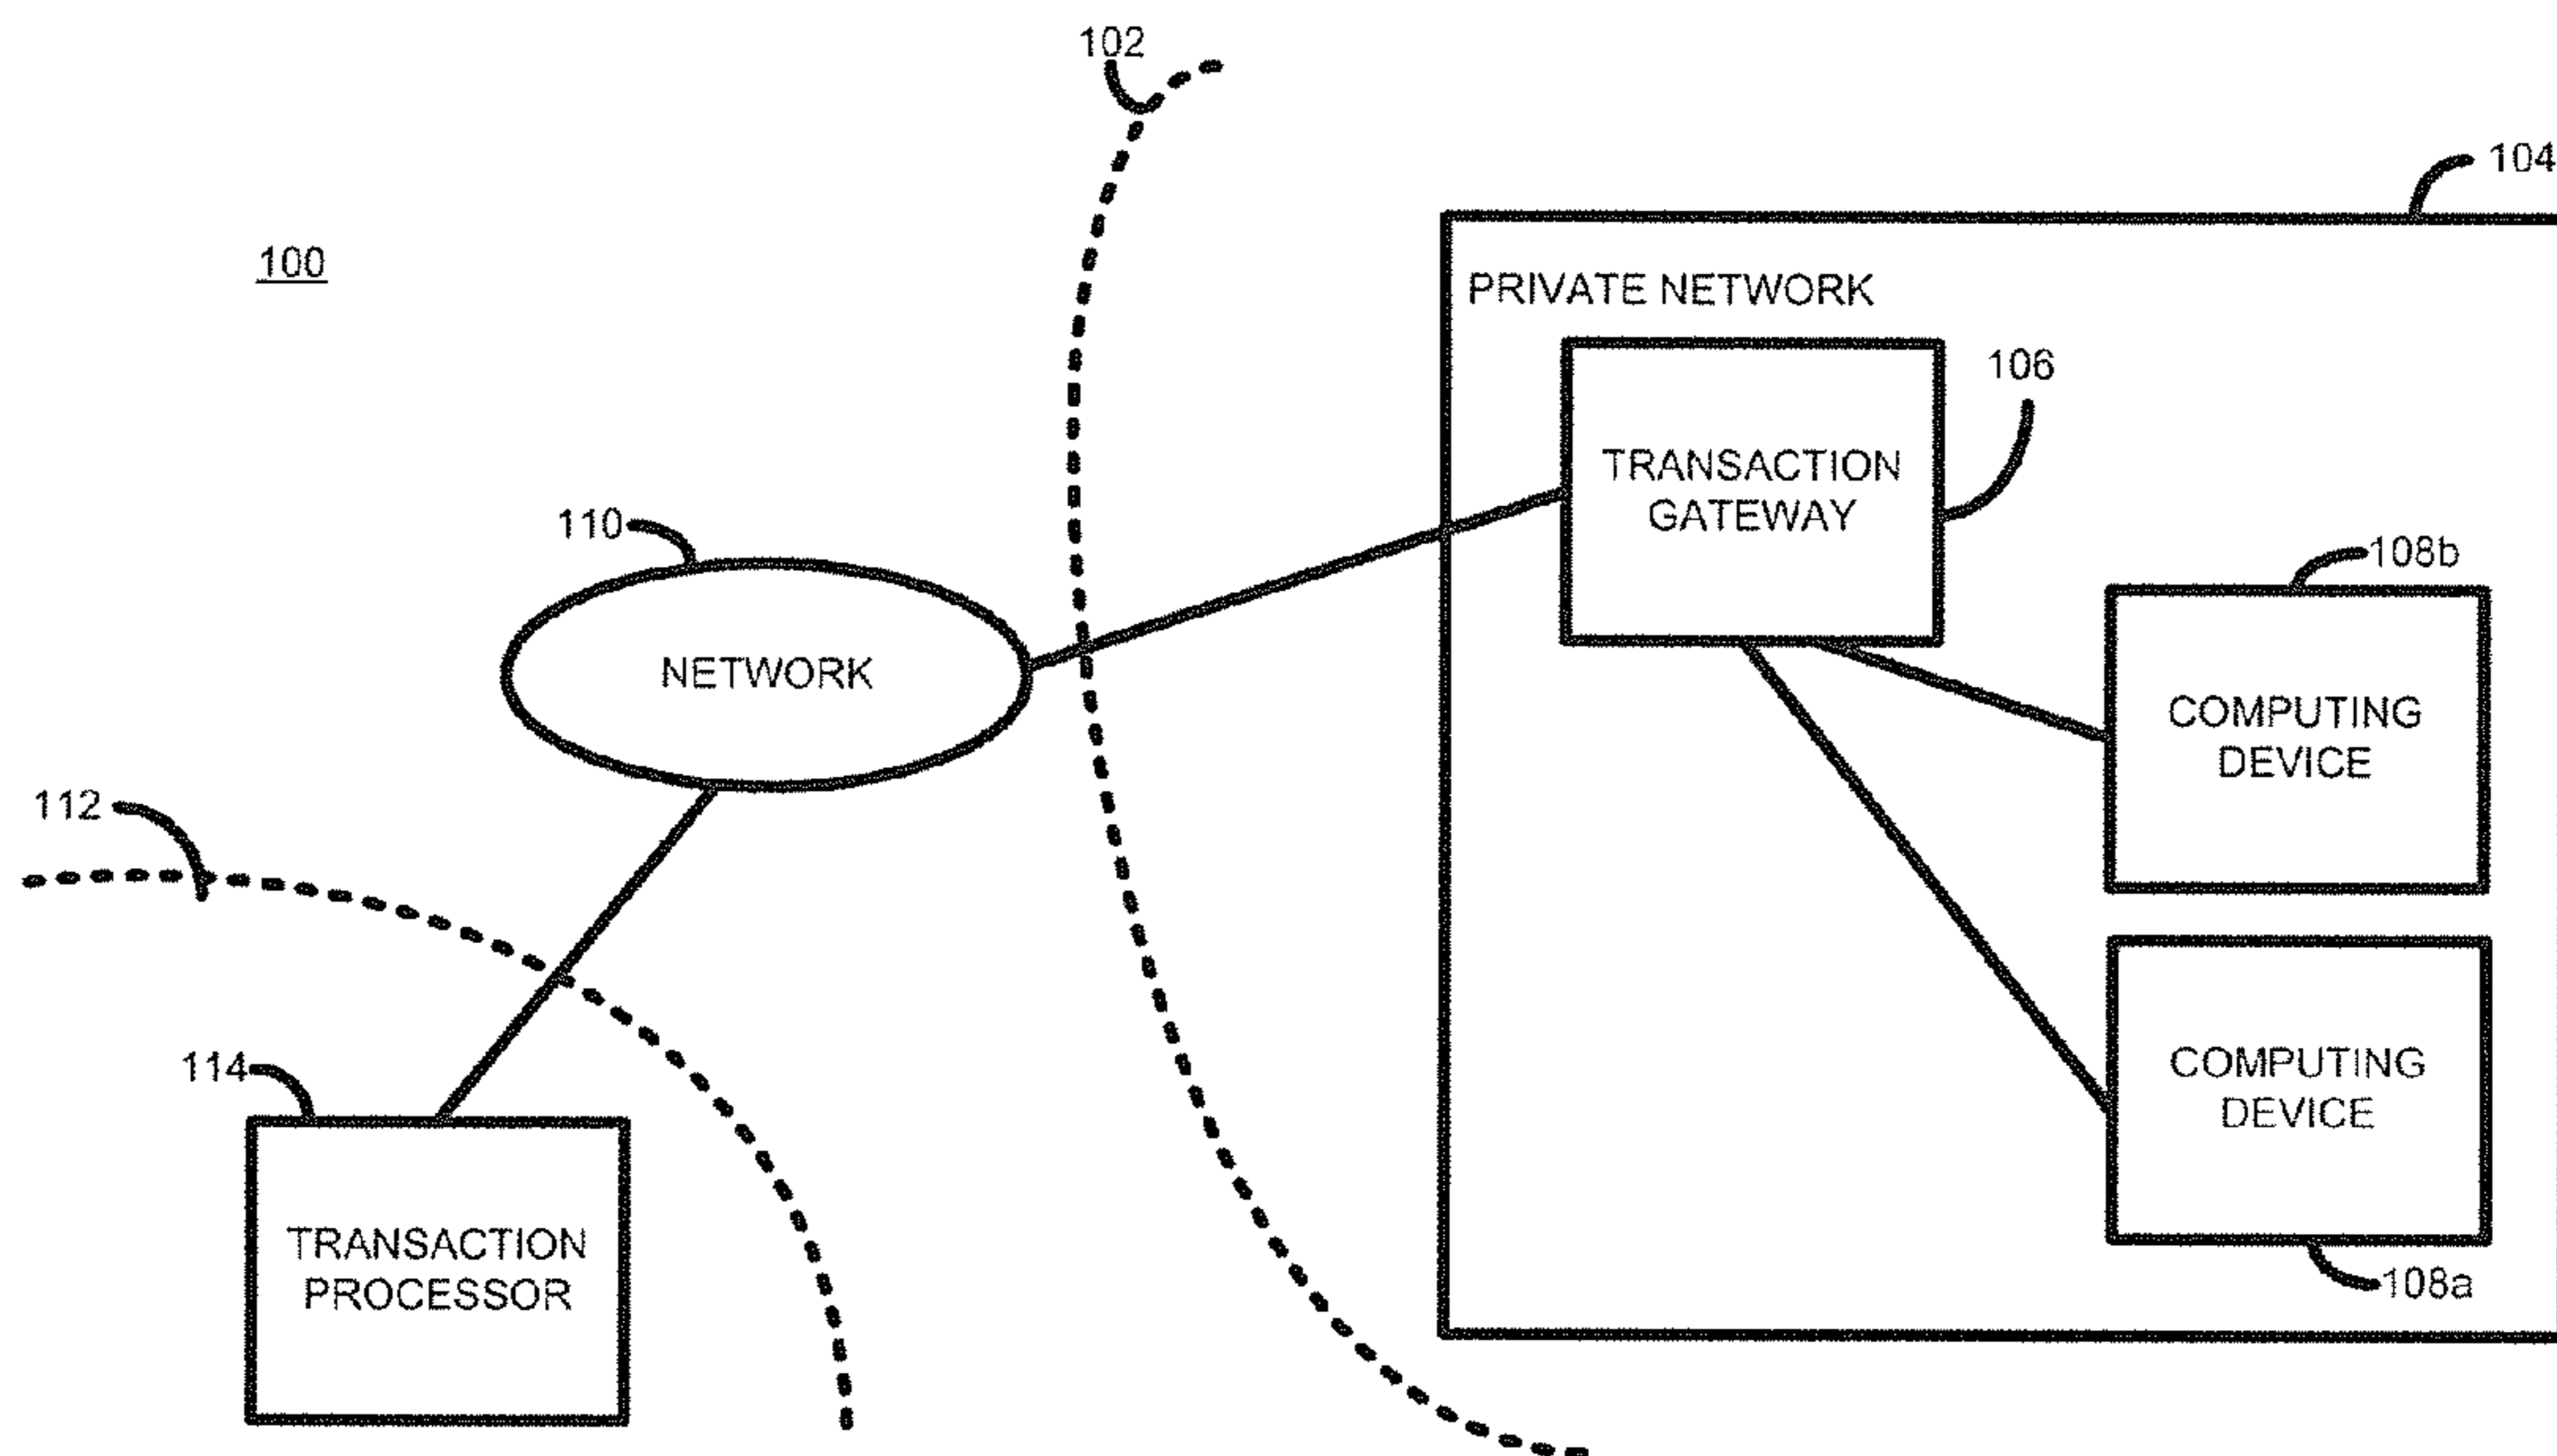 102
104
100
PRIVATE NETWORK
106
TRANSACTION
GATEWAY
110
108b
NETWORK
COMPUTING
DEVICE
112
114
COMPUTING
DEVICE
TRANSACTION
PROCESSOR
108a